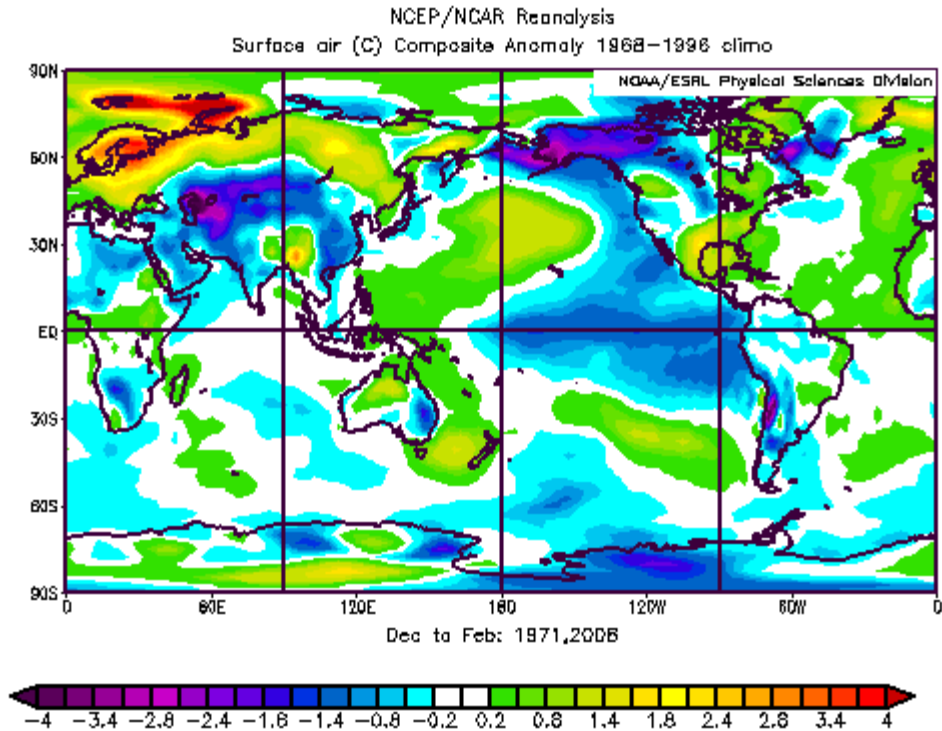 NCEP/NCAR Reanalysis
Surface air (C) Composite Anomaly 1968-1996 climo
NOAA/ESRL Physical Sciences Division
90N
60N
30N
EQ
30S
60S
90S
0 60E 120E 180 120W 60W 0
Dec to Feb: 1971,2008
-4 -3.4 -2.8 -2.4 -1.8 -1.4 -0.8 -0.2 0.2 0.8 1.4 1.8 2.4 2.8 3.4 4